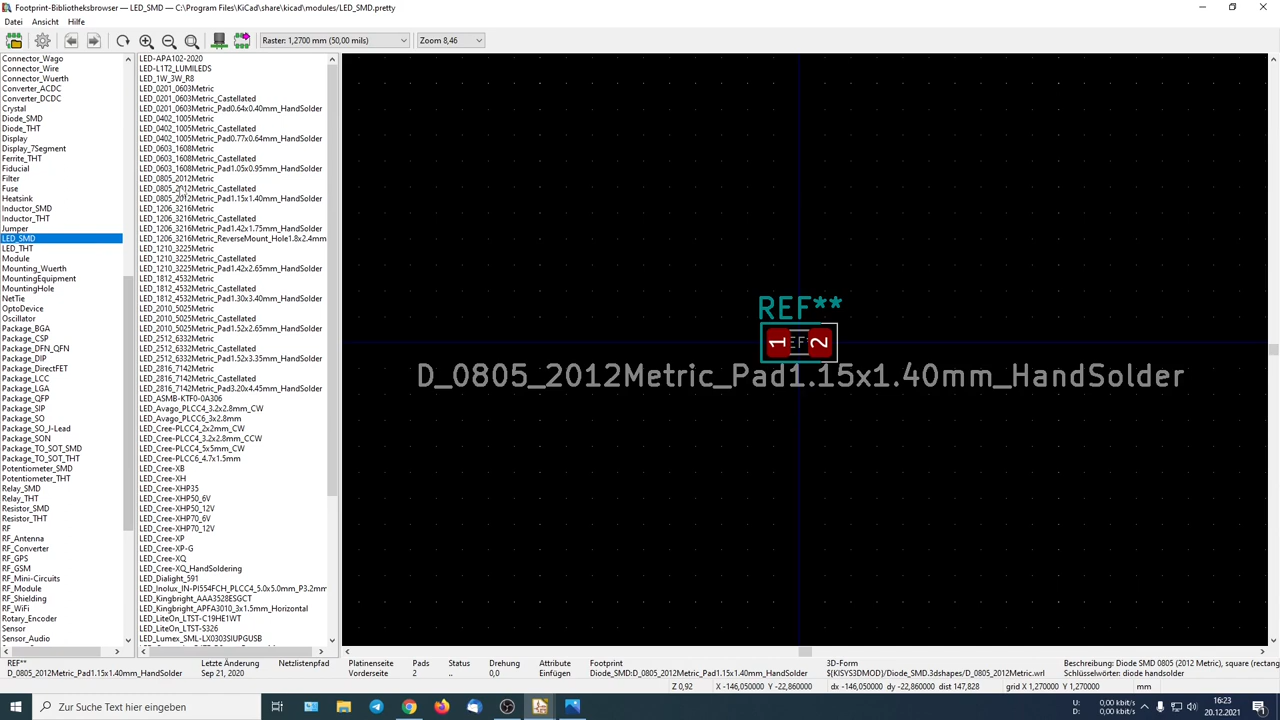 Footprint-Bibliotheksbrowser — LED_SMD — C:\Program Files\KiCad\share\kicad\modules/LED_SMD.pretty
Datei Ansicht Hilfe
Raster: 1,2700 mm (50,00 mils)
Zoom 8,46
Connector_Wago
Connector_Wire
Connector_Wuerth
Converter_ACDC
Converter_DCDC
Crystal
Diode_SMD
Diode_THT
Display
Display_7Segment
Ferrite_THT
Fiducial
Filter
Fuse
Heatsink
Inductor_SMD
Inductor_THT
Jumper
LED_SMD
LED_THT
Module
Mounting_Wuerth
MountingEquipment
MountingHole
NetTie
OptoDevice
Oscillator
Package_BGA
Package_CSP
Package_DFN_QFN
Package_DIP
Package_DirectFET
Package_LCC
Package_LGA
Package_QFP
Package_SIP
Package_SO
Package_SO_J-Lead
Package_SON
Package_TO_SOT_SMD
Package_TO_SOT_THT
Potentiometer_SMD
Potentiometer_THT
Relay_SMD
Relay_THT
Resistor_SMD
Resistor_THT
RF
RF_Antenna
RF_Converter
RF_GPS
RF_GSM
RF_Mini-Circuits
RF_Module
RF_Shielding
RF_WiFi
Rotary_Encoder
Sensor
Sensor_Audio
LED-APA102-2020
LED-L1T2_LUMILEDS
LED_1W_3W_R8
LED_0201_0603Metric
LED_0201_0603Metric_Castellated
LED_0201_0603Metric_Pad0.64x0.40mm_HandSolder
LED_0402_1005Metric
LED_0402_1005Metric_Castellated
LED_0402_1005Metric_Pad0.77x0.64mm_HandSolder
LED_0603_1608Metric
LED_0603_1608Metric_Castellated
LED_0603_1608Metric_Pad1.05x0.95mm_HandSolder
LED_0805_2012Metric
LED_0805_2012Metric_Castellated
LED_0805_2012Metric_Pad1.15x1.40mm_HandSolder
LED_1206_3216Metric
LED_1206_3216Metric_Castellated
LED_1206_3216Metric_Pad1.42x1.75mm_HandSolder
LED_1206_3216Metric_ReverseMount_Hole1.8x2.4mm
LED_1210_3225Metric
LED_1210_3225Metric_Castellated
LED_1210_3225Metric_Pad1.42x2.65mm_HandSolder
LED_1812_4532Metric
LED_1812_4532Metric_Castellated
LED_1812_4532Metric_Pad1.30x3.40mm_HandSolder
LED_2010_5025Metric
LED_2010_5025Metric_Castellated
LED_2010_5025Metric_Pad1.52x2.65mm_HandSolder
LED_2512_6332Metric
LED_2512_6332Metric_Castellated
LED_2512_6332Metric_Pad1.52x3.35mm_HandSolder
LED_2816_7142Metric
LED_2816_7142Metric_Castellated
LED_2816_7142Metric_Pad3.20x4.45mm_HandSolder
LED_ASMB-KTF0-0A306
LED_Avago_PLCC4_3.2x2.8mm_CW
LED_Avago_PLCC6_3x2.8mm
LED_Cree-PLCC4_2x2mm_CW
LED_Cree-PLCC4_3.2x2.8mm_CCW
LED_Cree-PLCC4_5x5mm_CW
LED_Cree-PLCC6_4.7x1.5mm
LED_Cree-XB
LED_Cree-XH
LED_Cree-XHP35
LED_Cree-XHP50_6V
LED_Cree-XHP50_12V
LED_Cree-XHP70_6V
LED_Cree-XHP70_12V
LED_Cree-XP
LED_Cree-XP-G
LED_Cree-XQ
LED_Cree-XQ_HandSoldering
LED_Dialight_591
LED_Inolux_IN-PI554FCH_PLCC4_5.0x5.0mm_P3.2mm
LED_Kingbright_AAA3528ESGCT
LED_Kingbright_APFA3010_3x1.5mm_Horizontal
LED_LiteOn_LTST-C19HE1WT
LED_LiteOn_LTST-S326
LED_Lumex_SML-LX0303SIUPGUSB
REF**
1 EF* 2
D_0805_2012Metric_Pad1.15x1.40mm_HandSolder
REF** Letzte Änderung Netzlistenpfad Platinenseite Pads Status Drehung Attribute Footprint 3D-Form Beschreibung: Diode SMD 0805 (2012 Metric), square (rectang
D_0805_2012Metric_Pad1.15x1.40mm_HandSolder Sep 21, 2020 Vorderseite 2 .. 0,0 Einfügen Diode_SMD:D_0805_2012Metric_Pad1.15x1.40mm_HandSolder ${KISYS3DMOD}/Diode_SMD.3dshapes/D_0805_2012Metric.wrl Schlüsselwörter: diode handsolder
Z 0,92 X -146,050000 Y -22,860000 dx -146,050000 dy -22,860000 dist 147,828 grid X 1,270000 Y 1,270000 mm
Zur Suche Text hier eingeben
U: 0,00 kbit/s
D: 0,00 kbit/s
16:23
20.12.2021